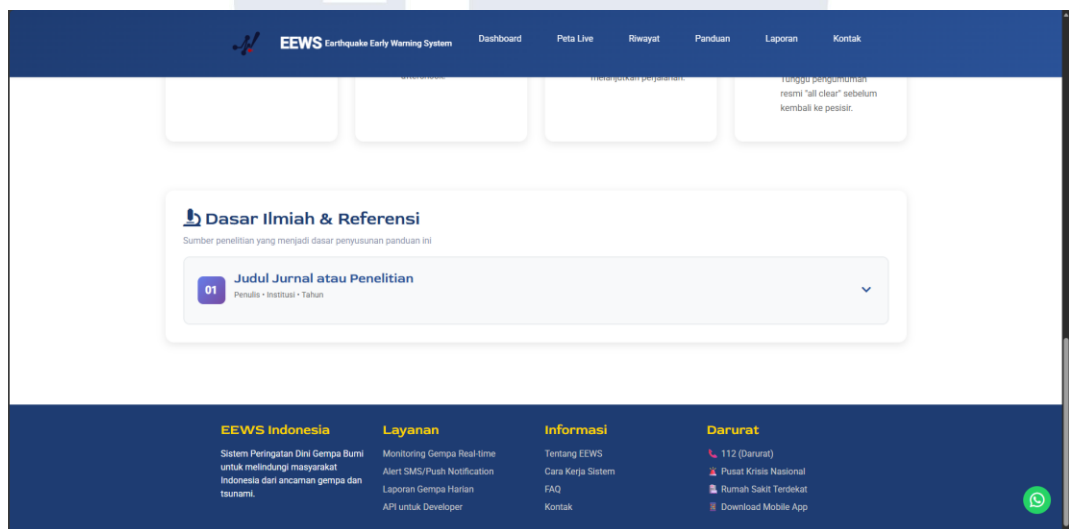 EEWS Earthquake Early Warning System
Dashboard
Peta Live
Riwayat
Panduan
Laporan
Kontak
melanjutkan perjalanan.
Tunggu pengumuman
resmi "all clear" sebelum
kembali ke pesisir.
Dasar Ilmiah & Referensi
Sumber penelitian yang menjadi dasar penyusunan panduan ini
01
Judul Jurnal atau Penelitian
Penulis • Institusi • Tahun
EEWS Indonesia
Sistem Peringatan Dini Gempa Bumi
untuk melindungi masyarakat
Indonesia dari ancaman gempa dan
tsunami.
Layanan
Monitoring Gempa Real-time
Alert SMS/Push Notification
Laporan Gempa Harian
API untuk Developer
Informasi
Tentang EEWS
Cara Kerja Sistem
FAQ
Kontak
Darurat
112 (Darurat)
Pusat Krisis Nasional
Rumah Sakit Terdekat
Download Mobile App